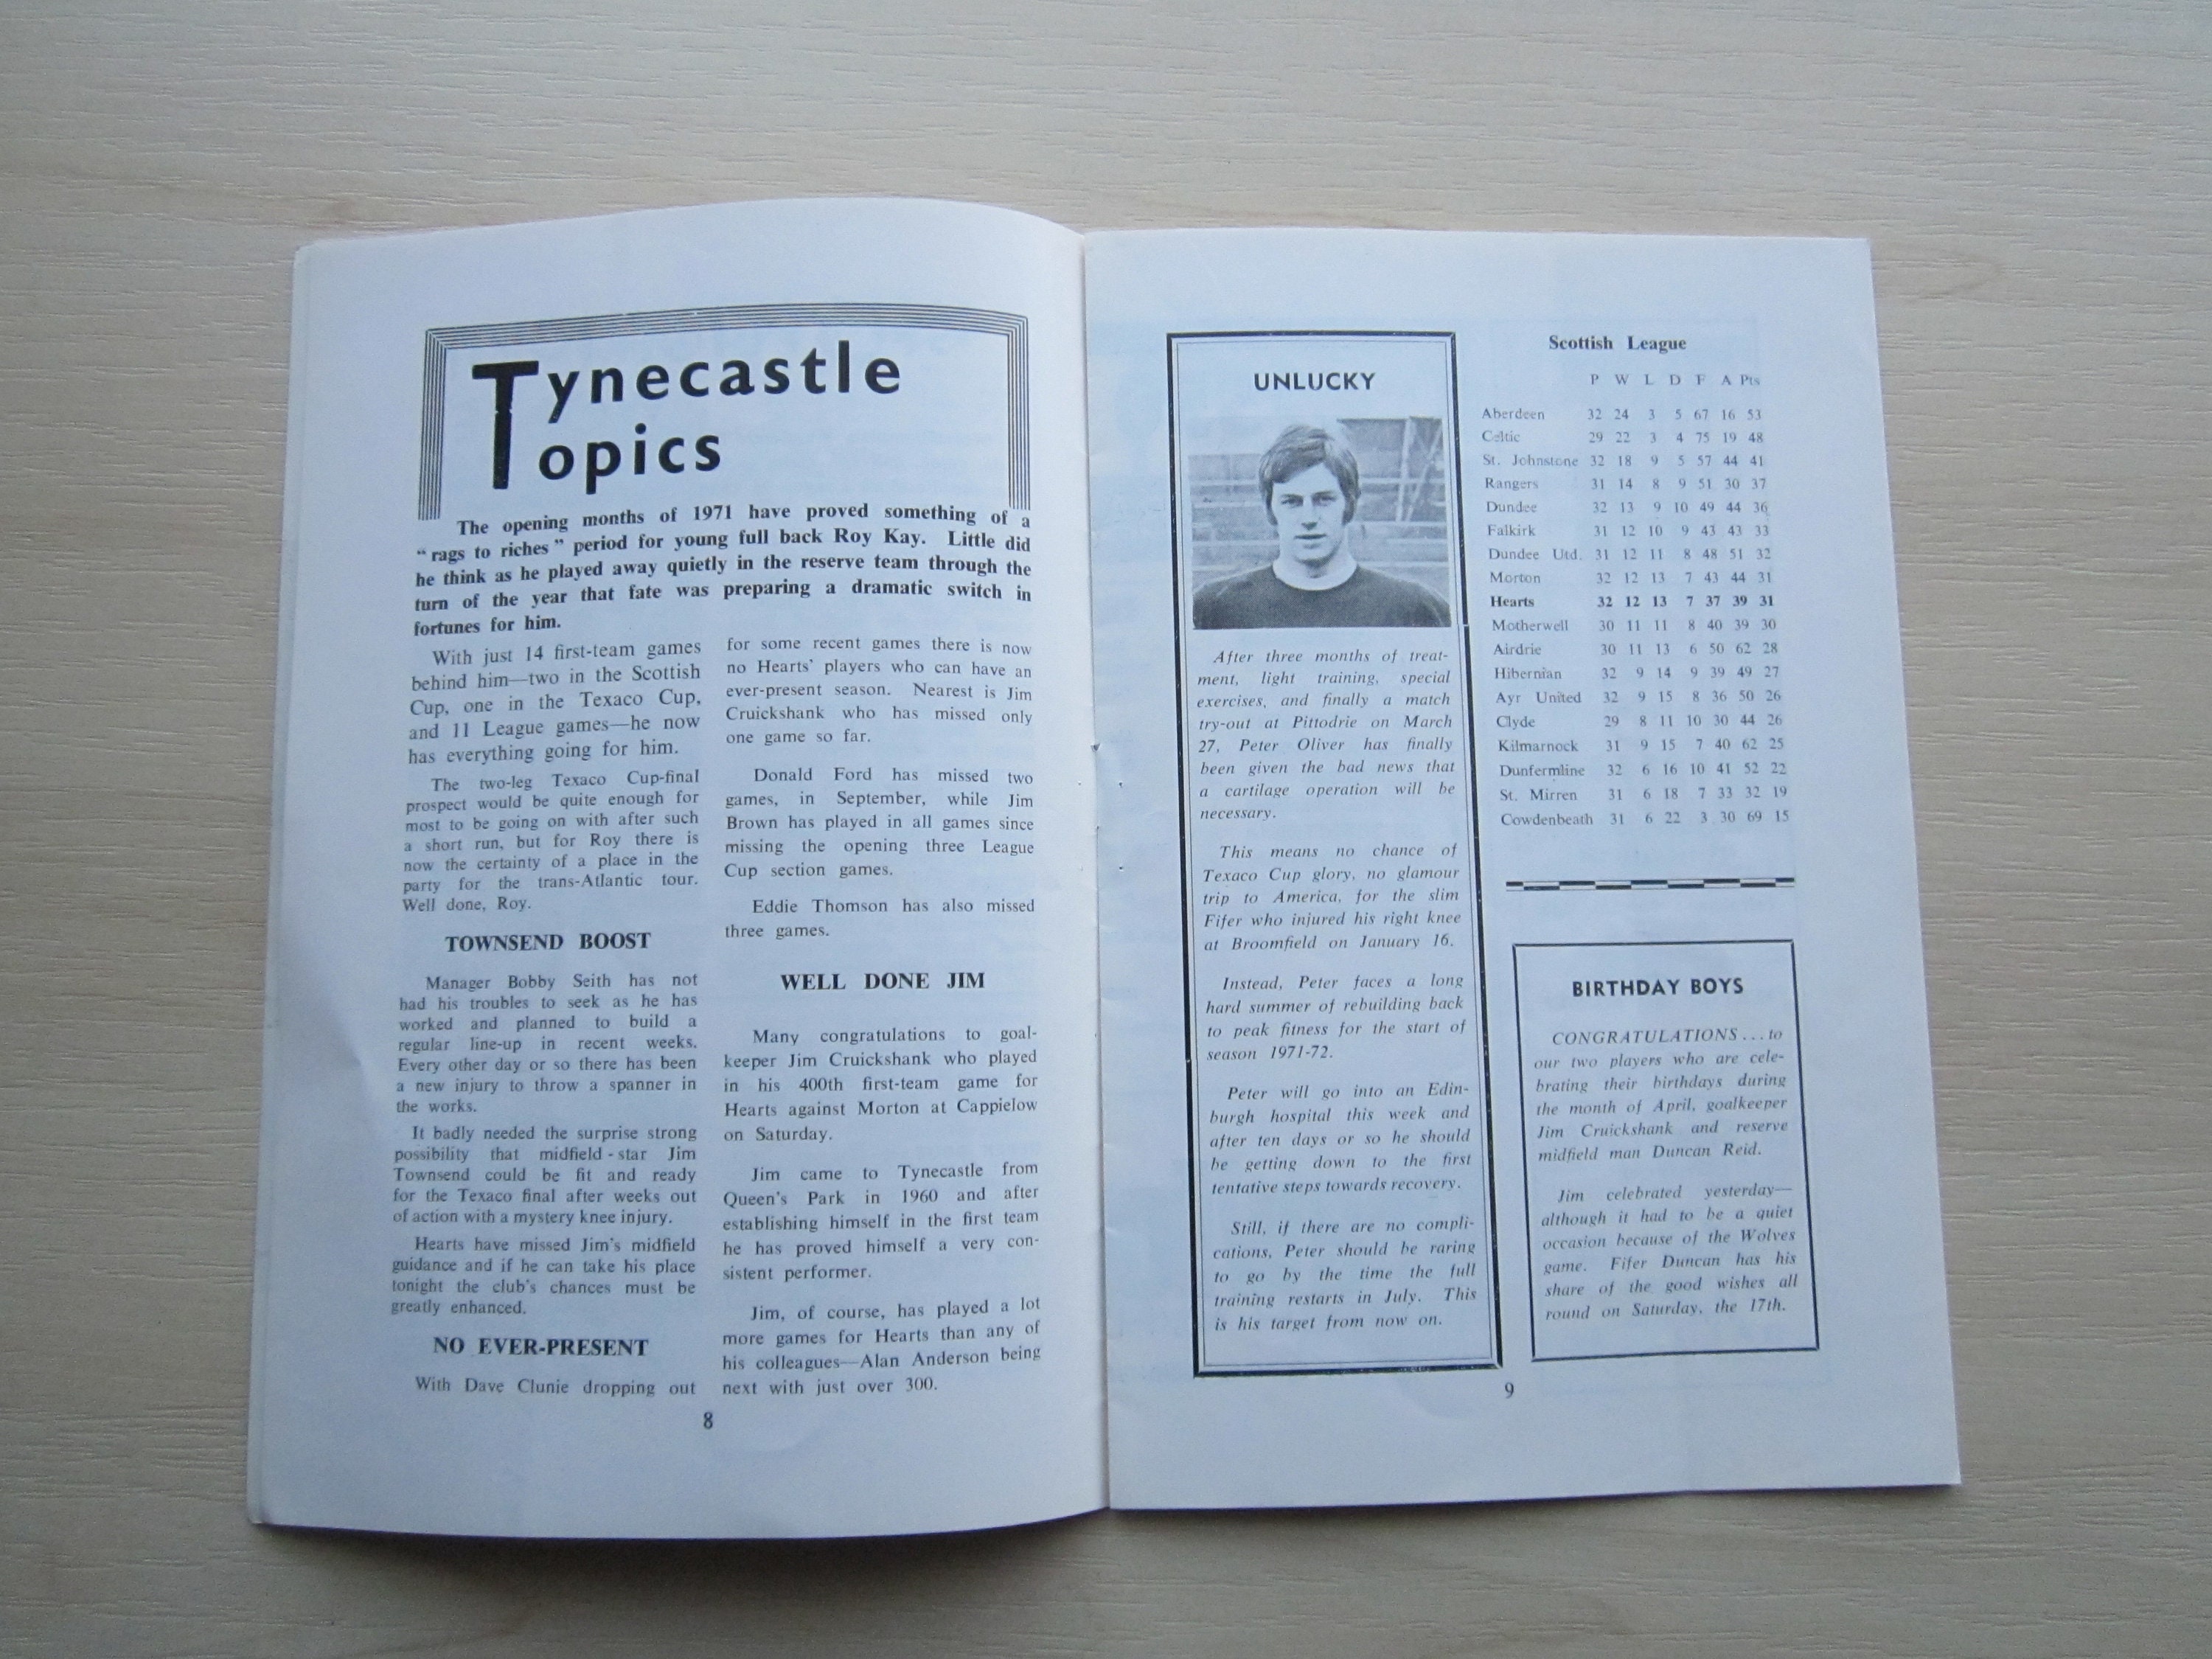 Tynecastle
Topics
The opening months of 1971 have proved something of a
“rags to riches” period for young full back Roy Kay. Little did
he think as he played away quietly in the reserve team through the
turn of the year that fate was preparing a dramatic switch in
fortunes for him.
With just 14 first-team games
behind him—two in the Scottish
Cup, one in the Texaco Cup,
and 11 League games—he now
has everything going for him.
The two-leg Texaco Cup-final
prospect would be quite enough for
most to be going on with after such
a short run, but for Roy there is
now the certainty of a place in the
party for the trans-Atlantic tour.
Well done, Roy.
TOWNSEND BOOST
Manager Bobby Seith has not
had his troubles to seek as he has
worked and planned to build a
regular line-up in recent weeks.
Every other day or so there has been
a new injury to throw a spanner in
the works.
It badly needed the surprise strong
possibility that midfield-star Jim
Townsend could be fit and ready
for the Texaco final after weeks out
of action with a mystery knee injury.
Hearts have missed Jim's midfield
guidance and if he can take his place
tonight the club's chances must be
greatly enhanced.
NO EVER-PRESENT
With Dave Clunie dropping out
for some recent games there is now
no Hearts' players who can have an
ever-present season. Nearest is Jim
Cruickshank who has missed only
one game so far.
Donald Ford has missed two
games, in September, while Jim
Brown has played in all games since
missing the opening three League
Cup section games.
Eddie Thomson has also missed
three games.
WELL DONE JIM
Many congratulations to goal-
keeper Jim Cruickshank who played
in his 400th first-team game for
Hearts against Morton at Cappielow
on Saturday.
Jim came to Tynecastle from
Queen's Park in 1960 and after
establishing himself in the first team
he has proved himself a very con-
sistent performer.
Jim, of course, has played a lot
more games for Hearts than any of
his colleagues—Alan Anderson being
next with just over 300.
8
UNLUCKY
After three months of treat-
ment, light training, special
exercises, and finally a match
try-out at Pittodrie on March
27, Peter Oliver has finally
been given the bad news that
a cartilage operation will be
necessary.
This means no chance of
Texaco Cup glory, no glamour
trip to America, for the slim
Fifer who injured his right knee
at Broomfield on January 16.
Instead, Peter faces a long
hard summer of rebuilding back
to peak fitness for the start of
season 1971-72.
Peter will go into an Edin-
burgh hospital this week and
after ten days or so he should
be getting down to the first
tentative steps towards recovery.
Still, if there are no compli-
cations, Peter should be raring
to go by the time the full
training restarts in July. This
is his target from now on.
Scottish League
P W L D F A Pts
Aberdeen 32 24 3 5 67 16 53
Celtic 29 22 3 4 75 19 48
St. Johnstone 32 18 9 5 57 44 41
Rangers 31 14 8 9 51 30 37
Dundee 32 13 9 10 49 44 36
Falkirk 31 12 10 9 43 43 33
Dundee Utd. 31 12 11 8 48 51 32
Morton 32 12 13 7 43 44 31
Hearts 32 12 13 7 37 39 31
Motherwell 30 11 11 8 40 39 30
Airdrie 30 11 13 6 50 62 28
Hibernian 32 9 14 9 39 49 27
Ayr United 32 9 15 8 36 50 26
Clyde 29 8 11 10 30 44 26
Kilmarnock 31 9 15 7 40 62 25
Dunfermline 32 6 16 10 41 52 22
St. Mirren 31 6 18 7 33 32 19
Cowdenbeath 31 6 22 3 30 69 15
BIRTHDAY BOYS
CONGRATULATIONS...to
our two players who are cele-
brating their birthdays during
the month of April, goalkeeper
Jim Cruickshank and reserve
midfield man Duncan Reid.
Jim celebrated yesterday—
although it had to be a quiet
occasion because of the Wolves
game. Fifer Duncan has his
share of the good wishes all
round on Saturday, the 17th.
9